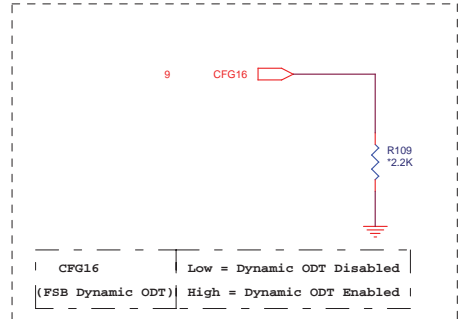 9 CFG16
R109
*2.2K
CFG16 Low = Dynamic ODT Disabled
(FSB Dynamic ODT) High = Dynamic ODT Enabled